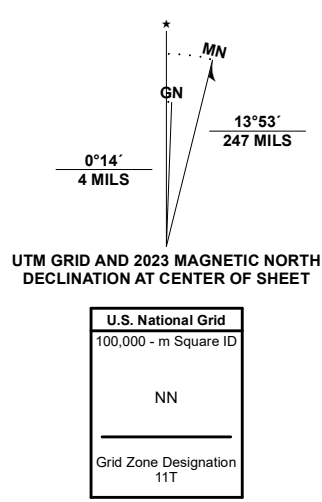 ★
MN
GN
13°53´
247 MILS
0°14´
4 MILS
UTM GRID AND 2023 MAGNETIC NORTH
DECLINATION AT CENTER OF SHEET
U.S. National Grid
100,000 - m Square ID
NN
Grid Zone Designation
11T